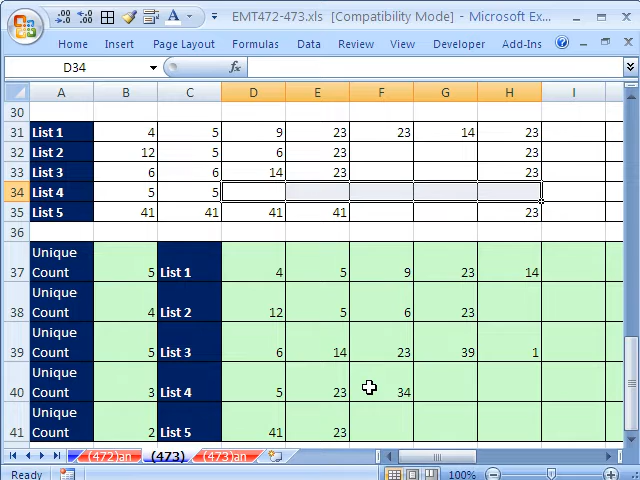 EMT472-473.xls [Compatibility Mode] - Microsoft Ex...
Home Insert Page Layout Formulas Data Review View Developer Add-Ins
D34 fx
A B C D E F G H I
30
31 List 1 4 5 9 23 23 14 23
32 List 2 12 5 6 23 23
33 List 3 6 6 14 23 23
34 List 4 5 5
35 List 5 41 41 41 41 23
36
Unique
37 Count 5 List 1 4 5 9 23 14
Unique
38 Count 4 List 2 12 5 6 23
Unique
39 Count 5 List 3 6 14 23 39 1
Unique
40 Count 3 List 4 5 23 34
Unique
41 Count 2 List 5 41 23
(472)an (473) (473)an
Ready 100%